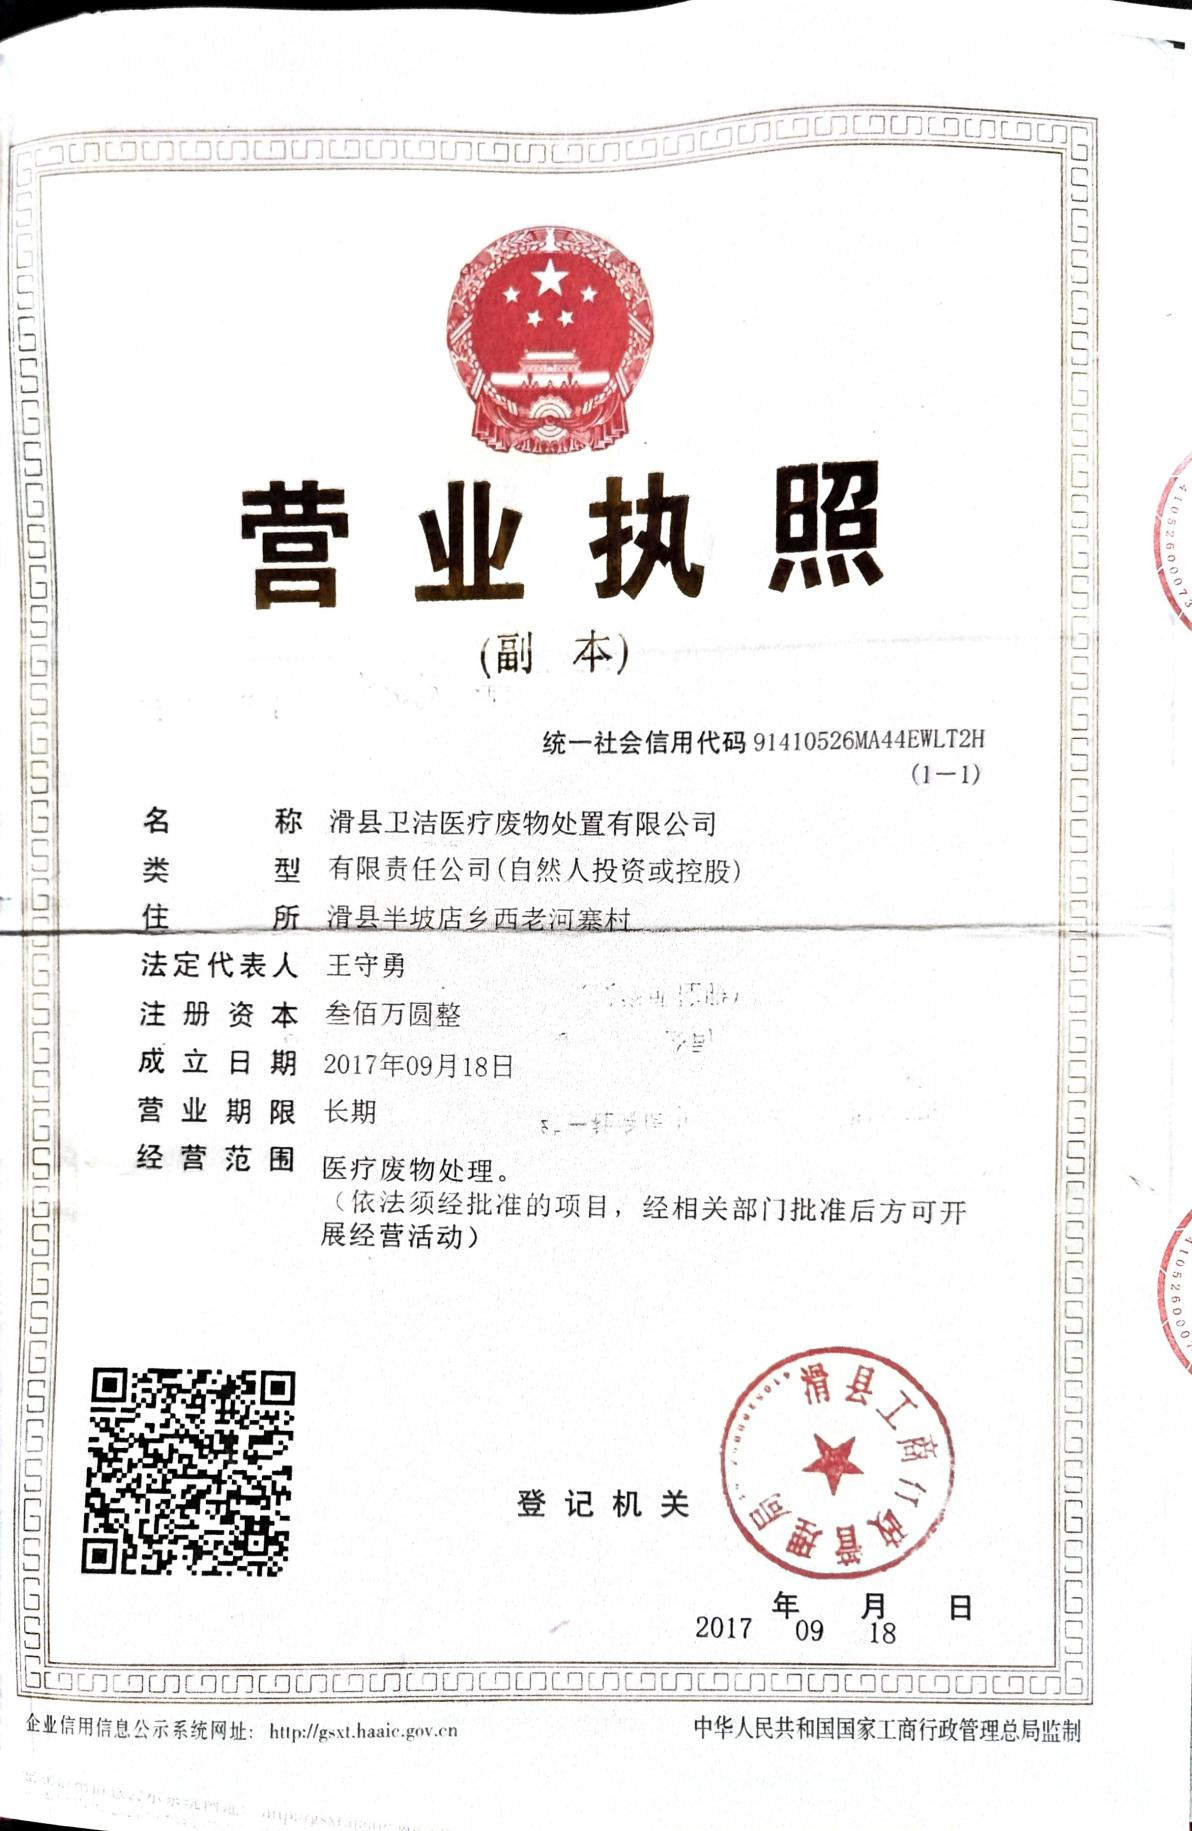 营业执照
(副 本)
统一社会信用代码 91410526MA44EWLT2H
(1-1)
名 称 滑县卫洁医疗废物处置有限公司
类 型 有限责任公司(自然人投资或控股)
住 所 滑县半坡店乡西老河寨村
法定代表人 王守勇
注册资本 叁佰万圆整
成立日期 2017年09月18日
营业期限 长期
经营范围 医疗废物处理。
（依法须经批准的项目，经相关部门批准后方可开
展经营活动）
滑县工商行政管理局
登记机关
年 月 日
2017 09 18
企业信用信息公示系统网址： http://gsxt.haaic.gov.cn
中华人民共和国国家工商行政管理总局监制